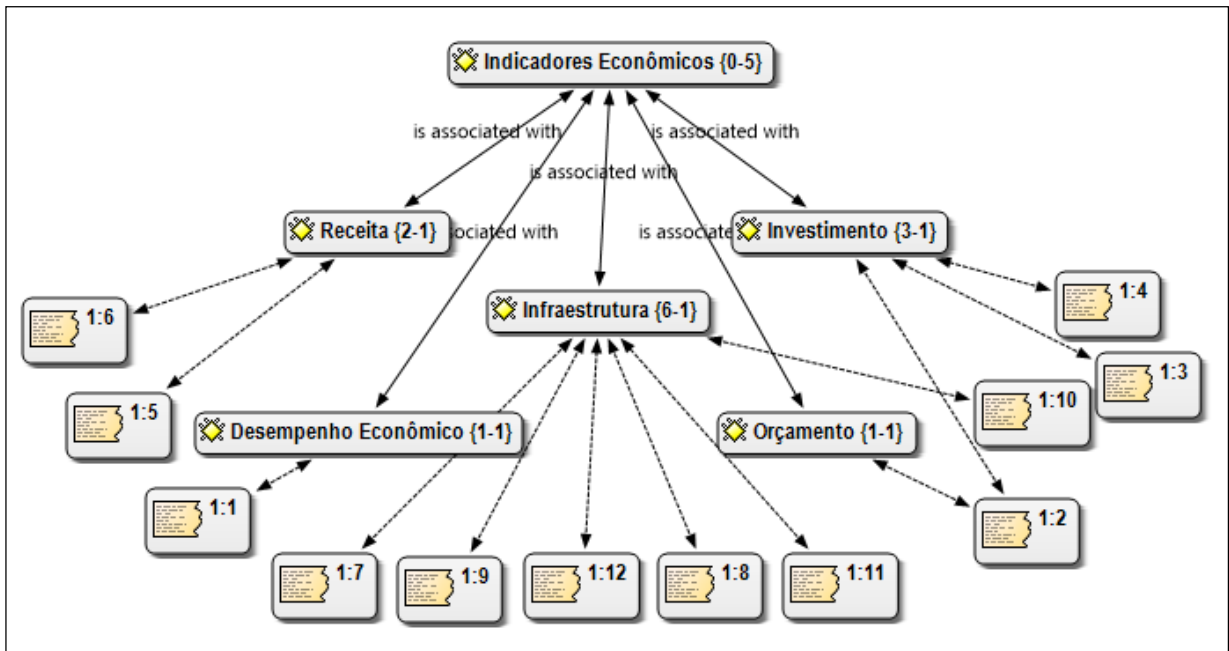 Indicadores Econômicos {0-5}
is associated with
is associated with
is associated with
Receita {2-1}
sociated with
is associate
Investimento {3-1}
1:6
Infraestrutura {6-1}
1:4
1:5
1:3
1:10
Desempenho Econômico {1-1}
Orçamento {1-1}
1:1
1:2
1:7
1:9
1:12
1:8
1:11